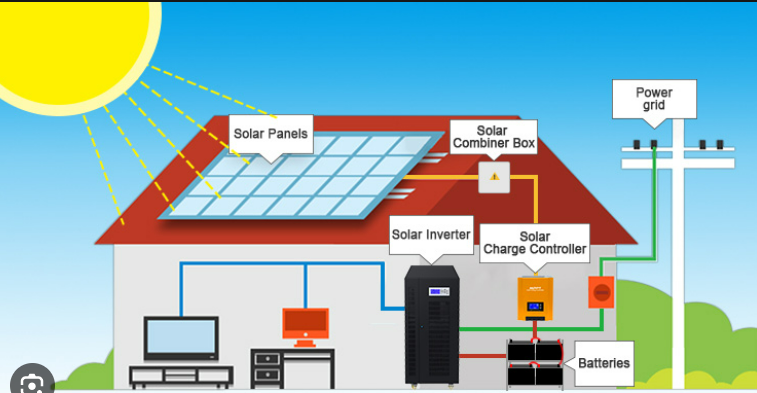 Power
grid
Solar Panels
Solar
Combiner Box
Solar Inverter
Solar
Charge Controller
Batteries